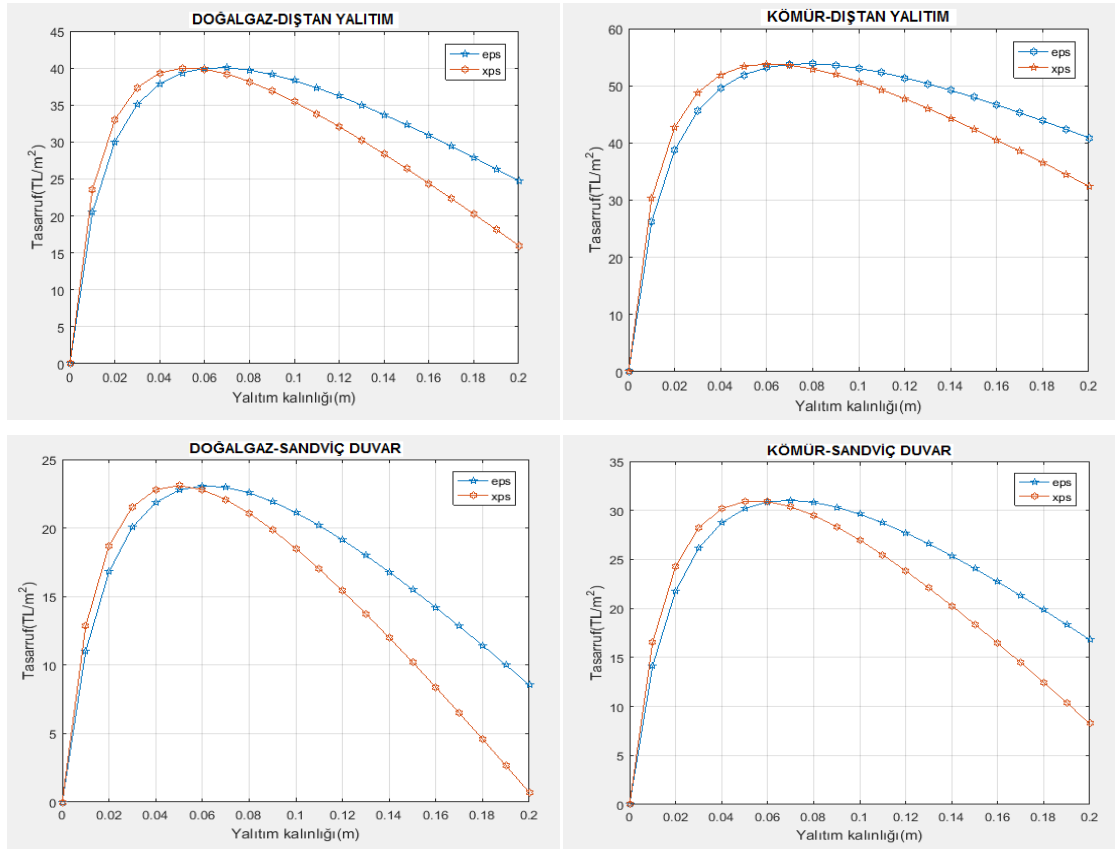 DOĞALGAZ-DIŞTAN YALITIM
45
40
35
30
25
20
15
10
5
0
Tasarruf(TL/m²)
eps
xps
0 0.02 0.04 0.06 0.08 0.1 0.12 0.14 0.16 0.18 0.2
Yalıtım kalınlığı(m)
KÖMÜR-DIŞTAN YALITIM
60
50
40
30
20
10
0
Tasarruf(TL/m²)
eps
xps
0 0.02 0.04 0.06 0.08 0.1 0.12 0.14 0.16 0.18 0.2
Yalıtım kalınlığı(m)
DOĞALGAZ-SANDVİÇ DUVAR
25
20
15
10
5
0
Tasarruf(TL/m²)
eps
xps
0 0.02 0.04 0.06 0.08 0.1 0.12 0.14 0.16 0.18 0.2
Yalıtım kalınlığı(m)
KÖMÜR-SANDVİÇ DUVAR
35
30
25
20
15
10
5
0
Tasarruf(TL/m²)
eps
xps
0 0.02 0.04 0.06 0.08 0.1 0.12 0.14 0.16 0.18 0.2
Yalıtım kalınlığı(m)